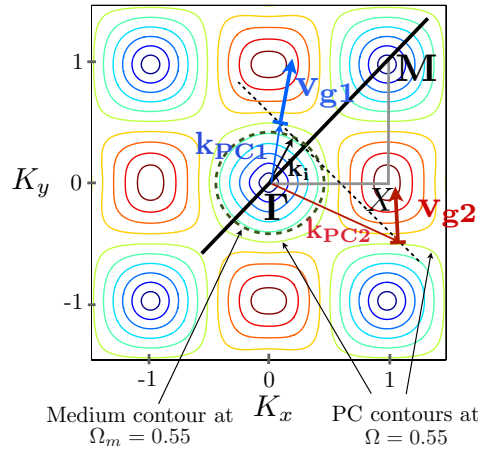 1
M
v_g1
k_PC1
k_i
K_y
0
Γ
X
v_g2
k_PC2
-1
-1
0
1
K_x
Medium contour at
Ω_m = 0.55
PC contours at
Ω = 0.55